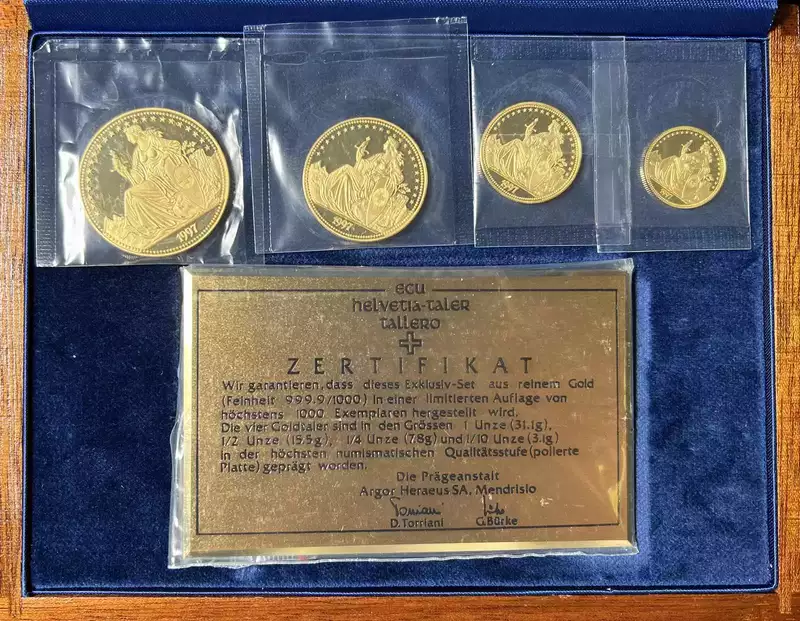 1997
1997
1997
ECU
HELVETIA-TALER
TALLERO
ZERTIFIKAT
Wir garantieren, dass dieses Exklusiv-Set aus reinem Gold
(Feinheit 999.9/1000) in einer limitierten Auflage von
höchstens 1000 Exemplaren hergestellt wird.
Die vier Goldtaler sind in den Grössen 1 Unze (31.1g),
1/2 Unze (15.5g), 1/4 Unze (7.8g) und 1/10 Unze (3.1g)
in der höchsten numismatischen Qualitätsstufe (polierte
Platte) geprägt worden.
Die Prägeanstalt
Argor Heraeus SA, Mendrisio
D. Torriani G. Bürke